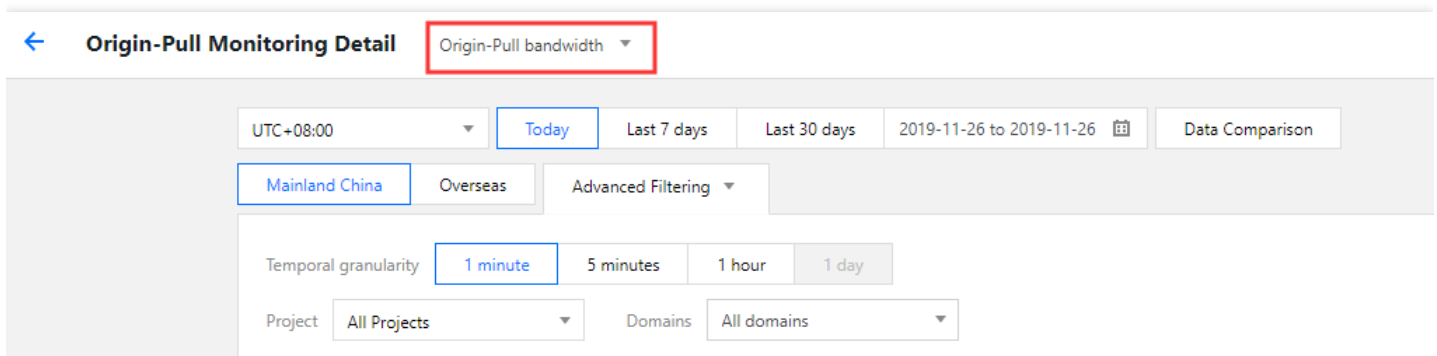 Origin-Pull Monitoring Detail Origin-Pull bandwidth
UTC+08:00 Today Last 7 days Last 30 days 2019-11-26 to 2019-11-26 Data Comparison
Mainland China Overseas Advanced Filtering
Temporal granularity 1 minute 5 minutes 1 hour 1 day
Project All Projects Domains All domains